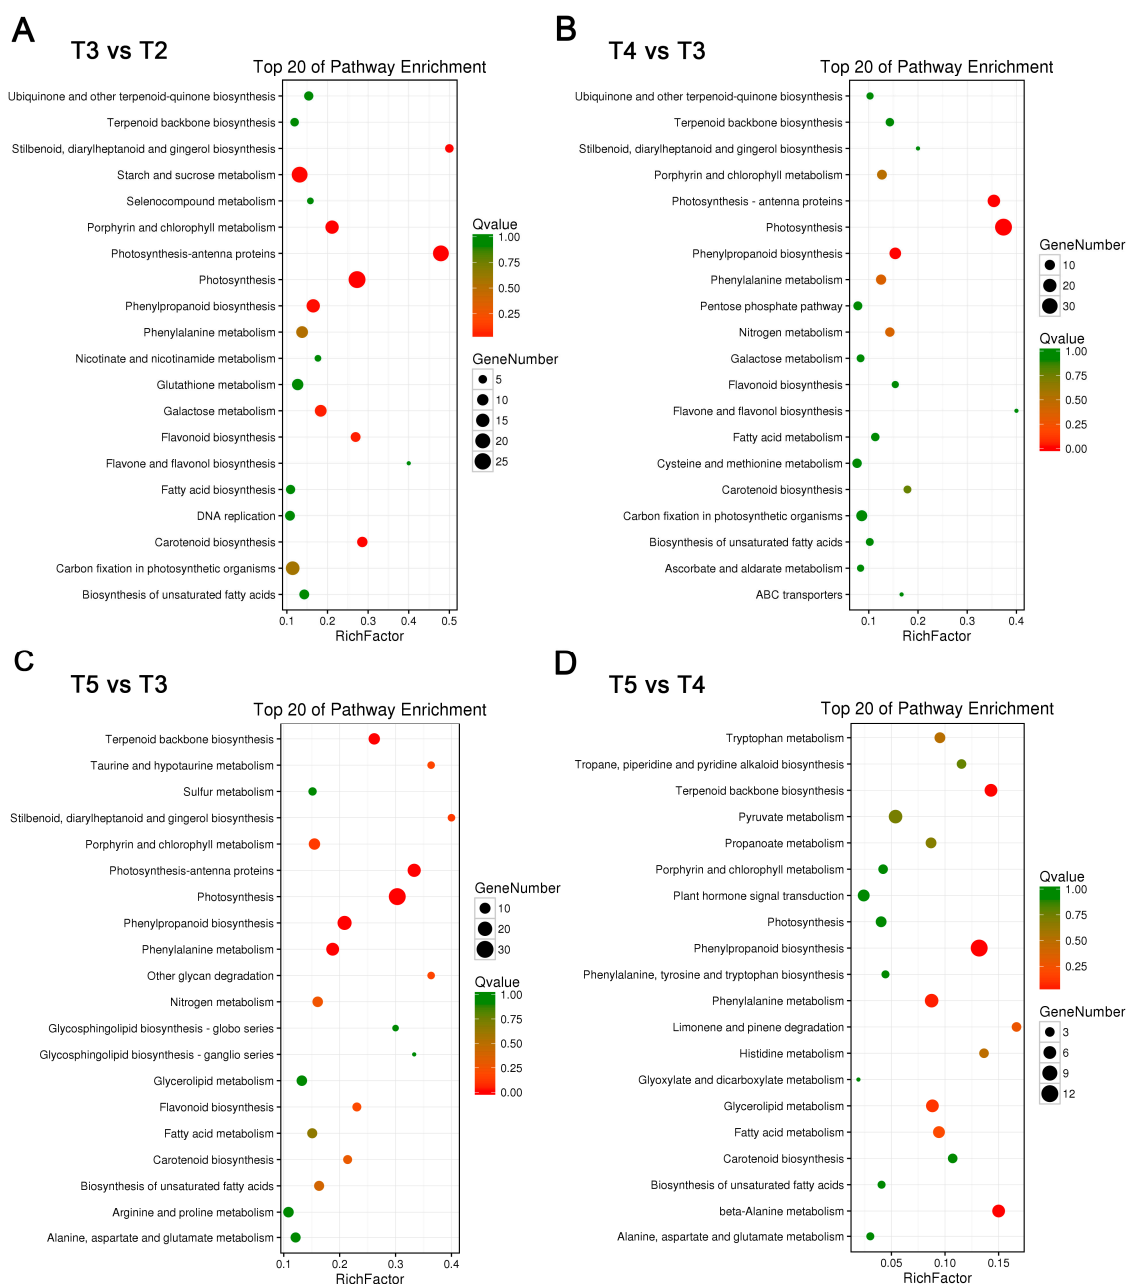 A
T3 vs T2
Top 20 of Pathway Enrichment
Ubiquinone and other terpenoid-quinone biosynthesis
Terpenoid backbone biosynthesis
Stilbenoid, diarylheptanoid and gingerol biosynthesis
Starch and sucrose metabolism
Selenocompound metabolism
Porphyrin and chlorophyll metabolism
Photosynthesis-antenna proteins
Photosynthesis
Phenylpropanoid biosynthesis
Phenylalanine metabolism
Nicotinate and nicotinamide metabolism
Glutathione metabolism
Galactose metabolism
Flavonoid biosynthesis
Flavone and flavonol biosynthesis
Fatty acid biosynthesis
DNA replication
Carotenoid biosynthesis
Carbon fixation in photosynthetic organisms
Biosynthesis of unsaturated fatty acids
0.1 0.2 0.3 0.4 0.5
RichFactor
Qvalue
1.00
0.75
0.50
0.25
GeneNumber
5
10
15
20
25
B
T4 vs T3
Top 20 of Pathway Enrichment
Ubiquinone and other terpenoid-quinone biosynthesis
Terpenoid backbone biosynthesis
Stilbenoid, diarylheptanoid and gingerol biosynthesis
Porphyrin and chlorophyll metabolism
Photosynthesis - antenna proteins
Photosynthesis
Phenylpropanoid biosynthesis
Phenylalanine metabolism
Pentose phosphate pathway
Nitrogen metabolism
Galactose metabolism
Flavonoid biosynthesis
Flavone and flavonol biosynthesis
Fatty acid metabolism
Cysteine and methionine metabolism
Carotenoid biosynthesis
Carbon fixation in photosynthetic organisms
Biosynthesis of unsaturated fatty acids
Ascorbate and aldarate metabolism
ABC transporters
0.1 0.2 0.3 0.4
RichFactor
GeneNumber
10
20
30
Qvalue
1.00
0.75
0.50
0.25
0.00
C
T5 vs T3
Top 20 of Pathway Enrichment
Terpenoid backbone biosynthesis
Taurine and hypotaurine metabolism
Sulfur metabolism
Stilbenoid, diarylheptanoid and gingerol biosynthesis
Porphyrin and chlorophyll metabolism
Photosynthesis-antenna proteins
Photosynthesis
Phenylpropanoid biosynthesis
Phenylalanine metabolism
Other glycan degradation
Nitrogen metabolism
Glycosphingolipid biosynthesis - globo series
Glycosphingolipid biosynthesis - ganglio series
Glycerolipid metabolism
Flavonoid biosynthesis
Fatty acid metabolism
Carotenoid biosynthesis
Biosynthesis of unsaturated fatty acids
Arginine and proline metabolism
Alanine, aspartate and glutamate metabolism
0.1 0.2 0.3 0.4
RichFactor
GeneNumber
10
20
30
Qvalue
1.00
0.75
0.50
0.25
0.00
D
T5 vs T4
Top 20 of Pathway Enrichment
Tryptophan metabolism
Tropane, piperidine and pyridine alkaloid biosynthesis
Terpenoid backbone biosynthesis
Pyruvate metabolism
Propanoate metabolism
Porphyrin and chlorophyll metabolism
Plant hormone signal transduction
Photosynthesis
Phenylpropanoid biosynthesis
Phenylalanine, tyrosine and tryptophan biosynthesis
Phenylalanine metabolism
Limonene and pinene degradation
Histidine metabolism
Glyoxylate and dicarboxylate metabolism
Glycerolipid metabolism
Fatty acid metabolism
Carotenoid biosynthesis
Biosynthesis of unsaturated fatty acids
beta-Alanine metabolism
Alanine, aspartate and glutamate metabolism
0.05 0.10 0.15
RichFactor
Qvalue
1.00
0.75
0.50
0.25
GeneNumber
3
6
9
12